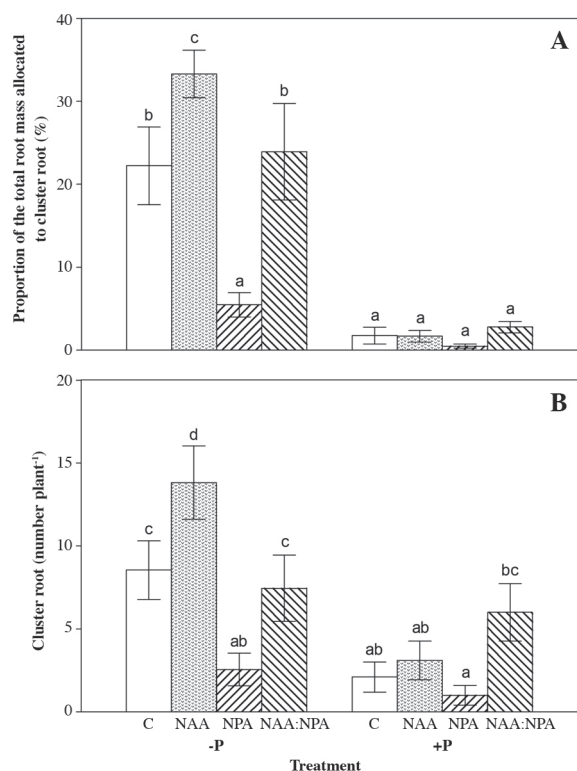 40
30
20
10
0
Proportion of the total root mass allocated
to cluster root (%)
A
b
c
a
b
a
a
a
a
20
15
10
5
0
Cluster root (number plant⁻¹)
B
c
d
ab
c
ab
ab
a
bc
C NAA NPA NAA:NPA C NAA NPA NAA:NPA
-P +P
Treatment